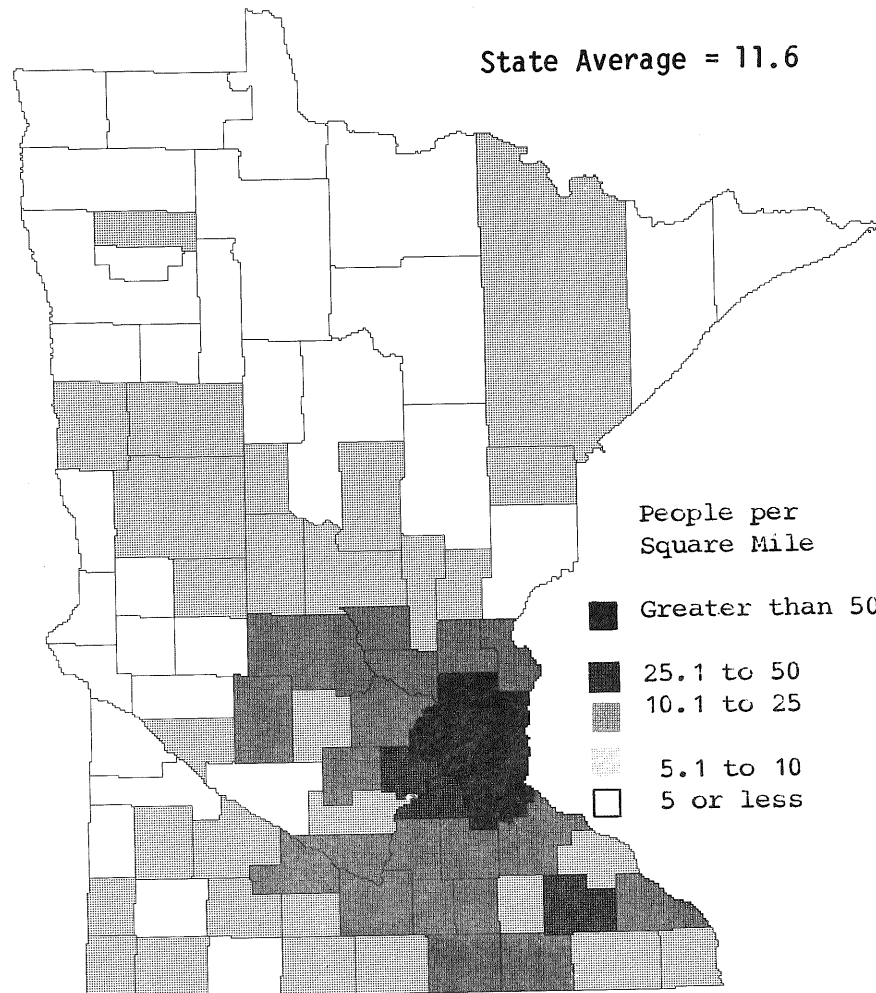 State Average = 11.6
People per
Square Mile
Greater than 50
25.1 to 50
10.1 to 25
5.1 to 10
5 or less